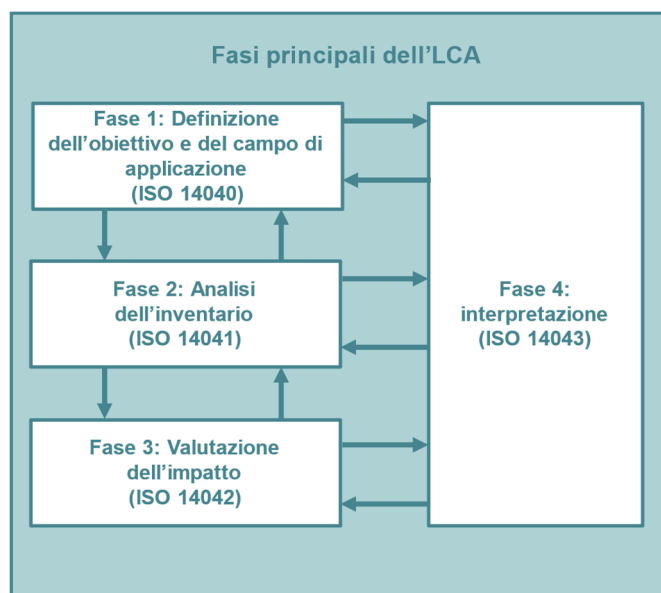 Fasi principali dell’LCA
Fase 1: Definizione
dell’obiettivo e del campo di
applicazione
(ISO 14040)
Fase 2: Analisi
dell’inventario
(ISO 14041)
Fase 3: Valutazione
dell’impatto
(ISO 14042)
Fase 4:
interpretazione
(ISO 14043)